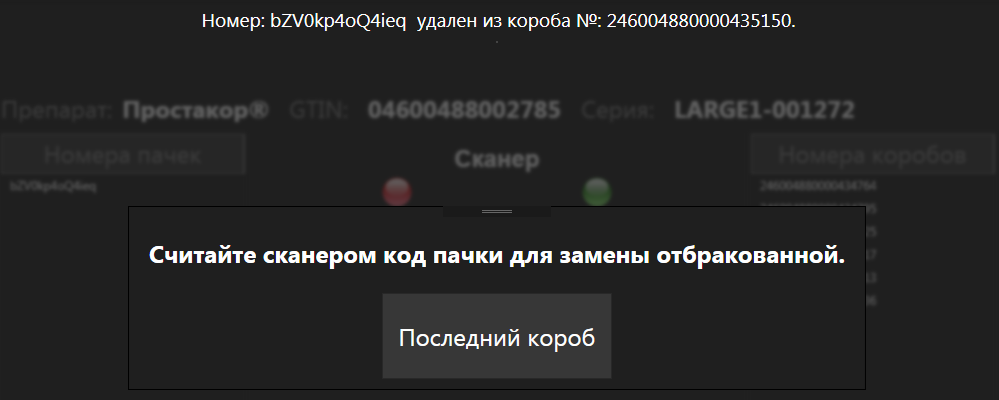 Номер: bZV0kp4oQ4ieq удален из короба №: 246004880000435150.
Препарат: Простакор® GTIN: 04600488002785 Серия: LARGE1-001272
Номера пачек
Сканер
Номера коробов
bZV0kp4oQ4ieq
246004880000434764
Считайте сканером код пачки для замены отбракованной.
Последний короб